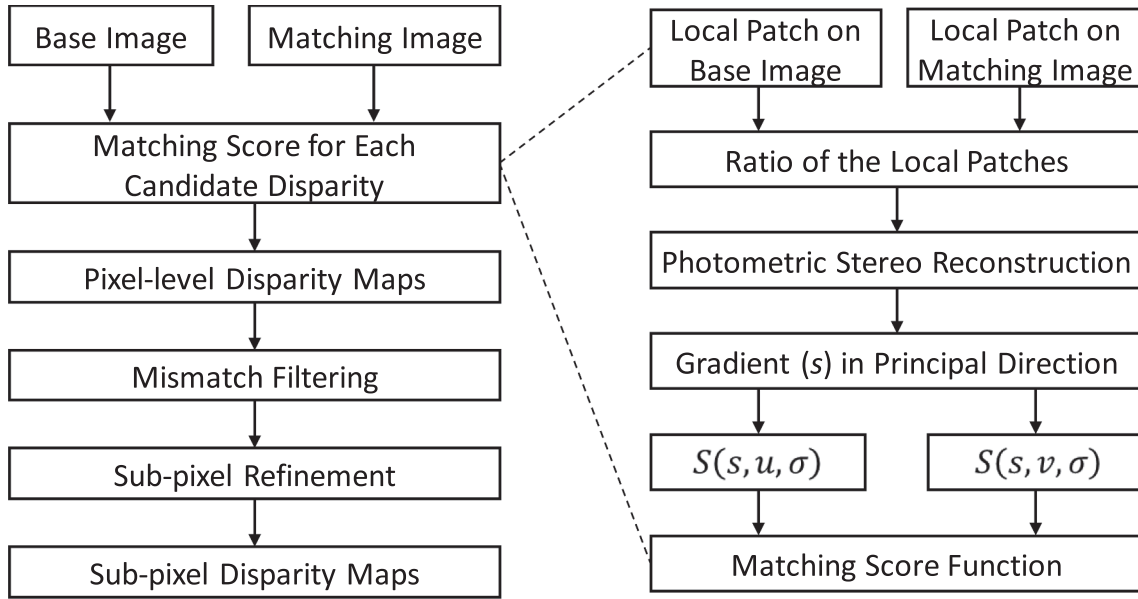 Base Image
Matching Image
Matching Score for Each
Candidate Disparity
Pixel-level Disparity Maps
Mismatch Filtering
Sub-pixel Refinement
Sub-pixel Disparity Maps
Local Patch on
Base Image
Local Patch on
Matching Image
Ratio of the Local Patches
Photometric Stereo Reconstruction
Gradient (s) in Principal Direction
S(s, u, σ)
S(s, v, σ)
Matching Score Function